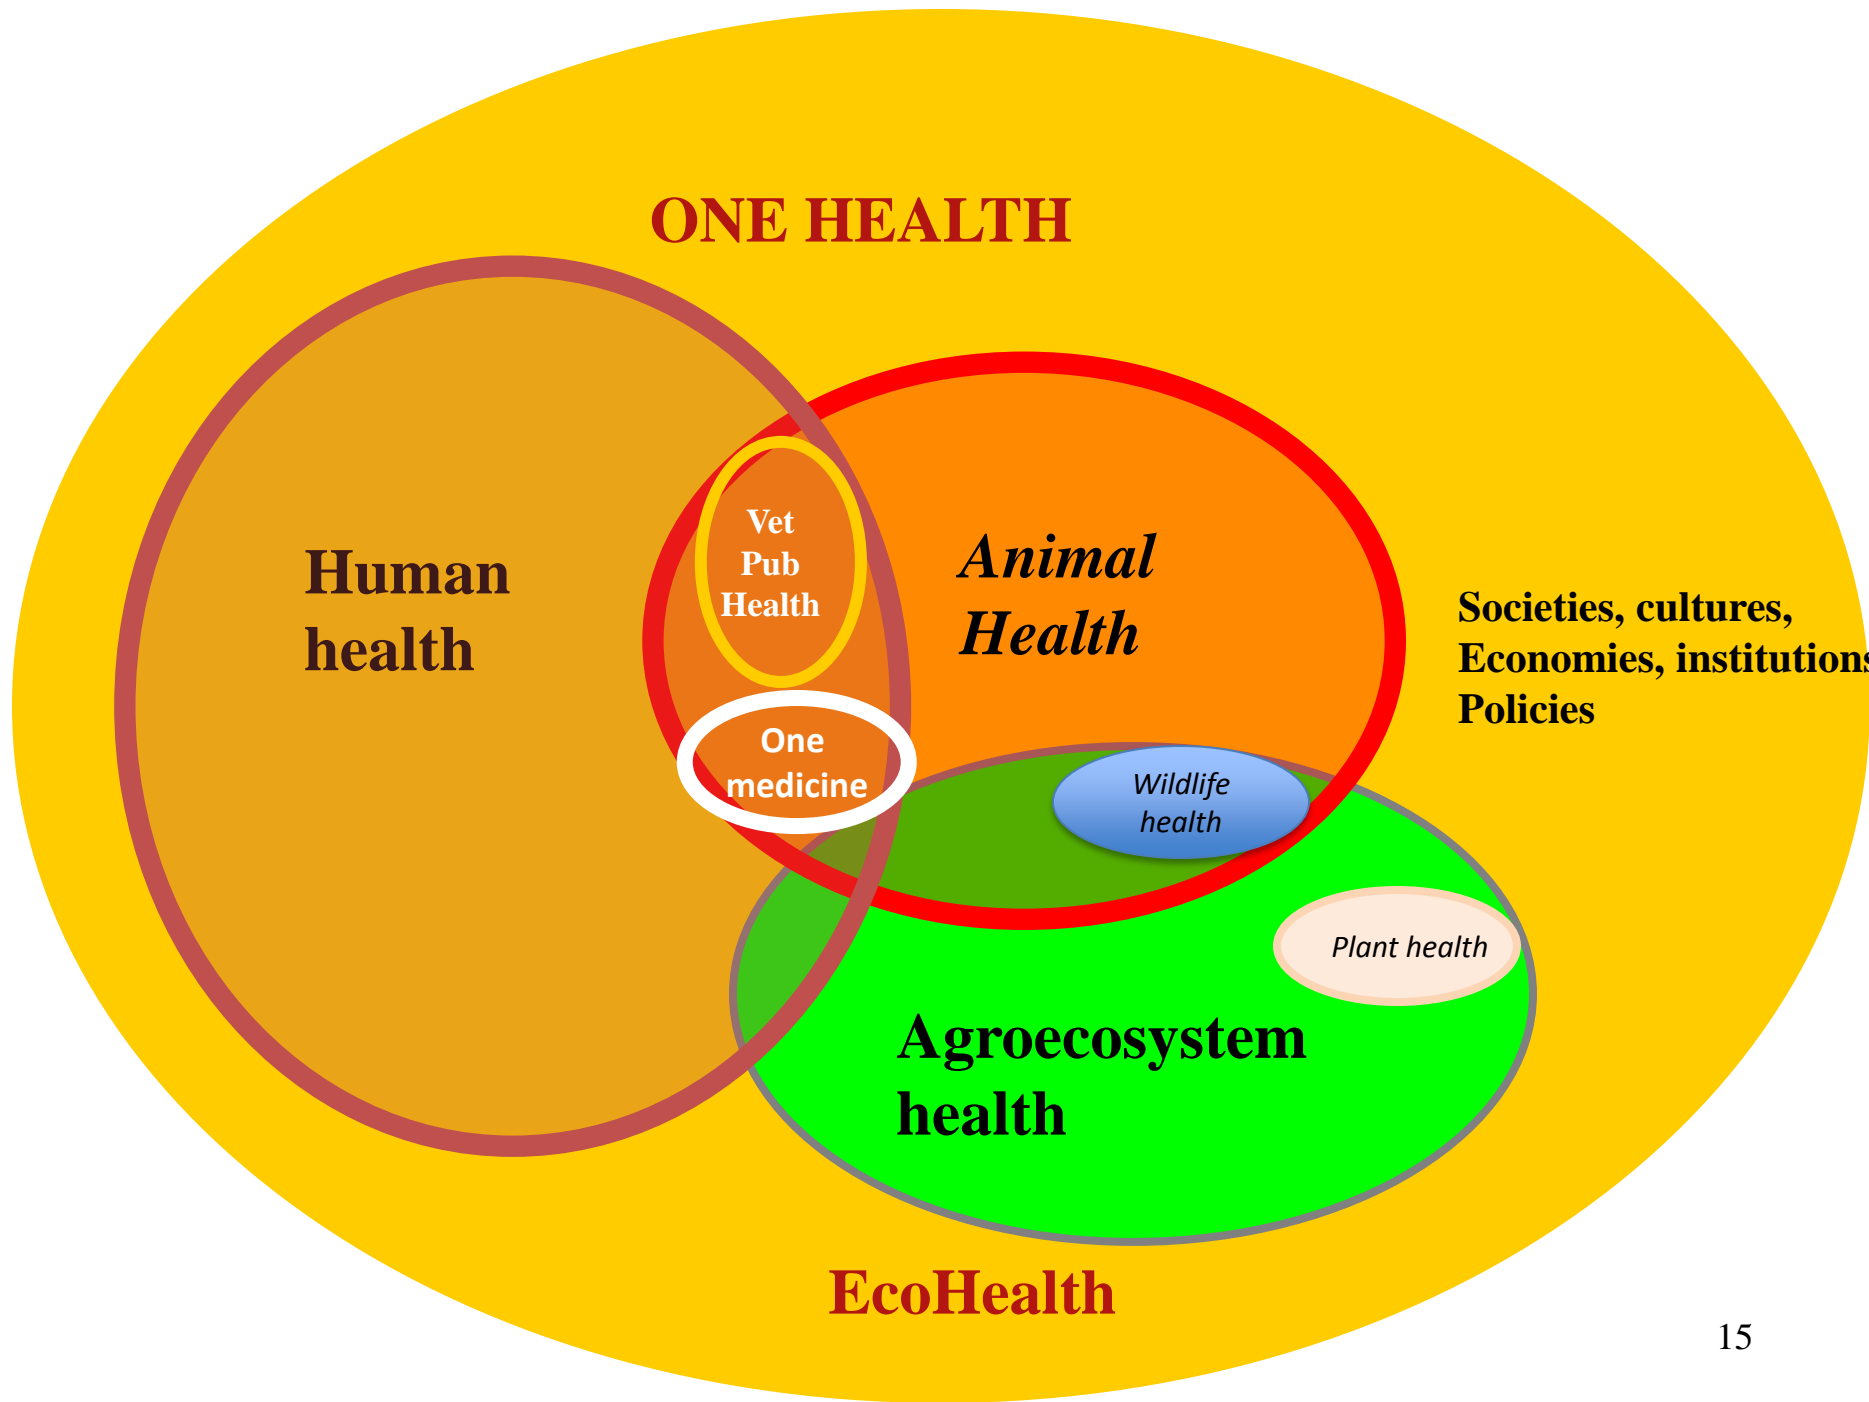 ONE HEALTH
Vet
Pub
Health
Human
health
Animal
Health
Societies, cultures,
Economies, institutions
Policies
One
medicine
Wildlife
health
Plant health
Agroecosystem
health
EcoHealth
15